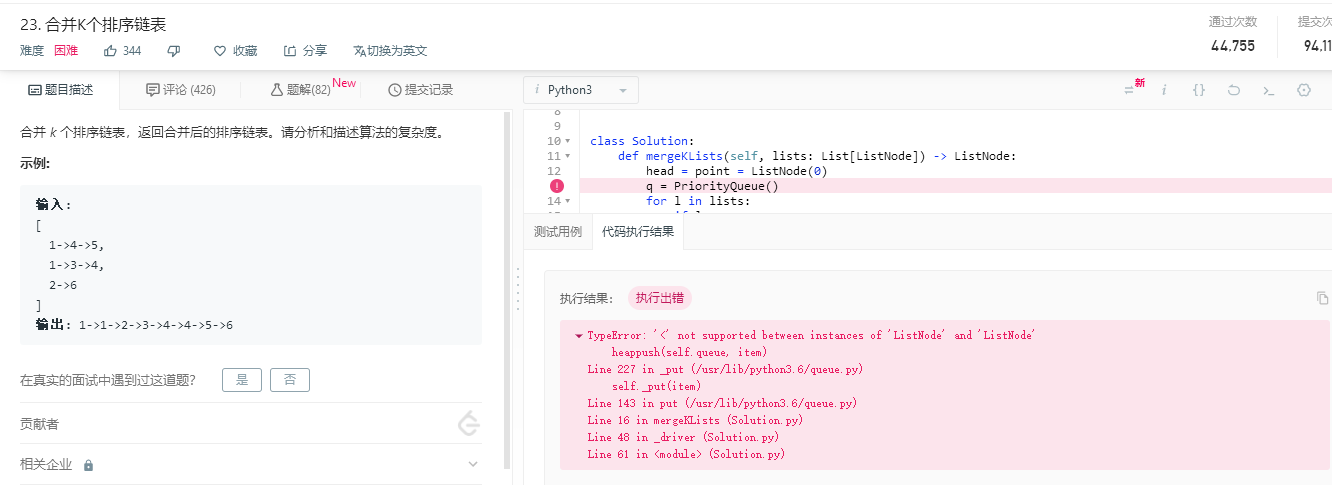 23. 合并K个排序链表
难度 困难 344 收藏 分享 切换为英文
通过次数 提交次
44,755 94,11
题目描述 评论 (426) 题解(82) New 提交记录
合并 k 个排序链表，返回合并后的排序链表。请分析和描述算法的复杂度。
示例:
输入:
[
1->4->5,
1->3->4,
2->6
]
输出: 1->1->2->3->4->4->5->6
在真实的面试中遇到过这道题？ 是 否
贡献者
相关企业
i Python3
新 i {}
8
9
10 class Solution:
11 def mergeKLists(self, lists: List[ListNode]) -> ListNode:
12 head = point = ListNode(0)
q = PriorityQueue()
14 for l in lists:
测试用例 代码执行结果
执行结果： 执行出错
TypeError: '<' not supported between instances of 'ListNode' and 'ListNode'
heappush(self.queue, item)
Line 227 in _put (/usr/lib/python3.6/queue.py)
self._put(item)
Line 143 in put (/usr/lib/python3.6/queue.py)
Line 16 in mergeKLists (Solution.py)
Line 48 in _driver (Solution.py)
Line 61 in <module> (Solution.py)